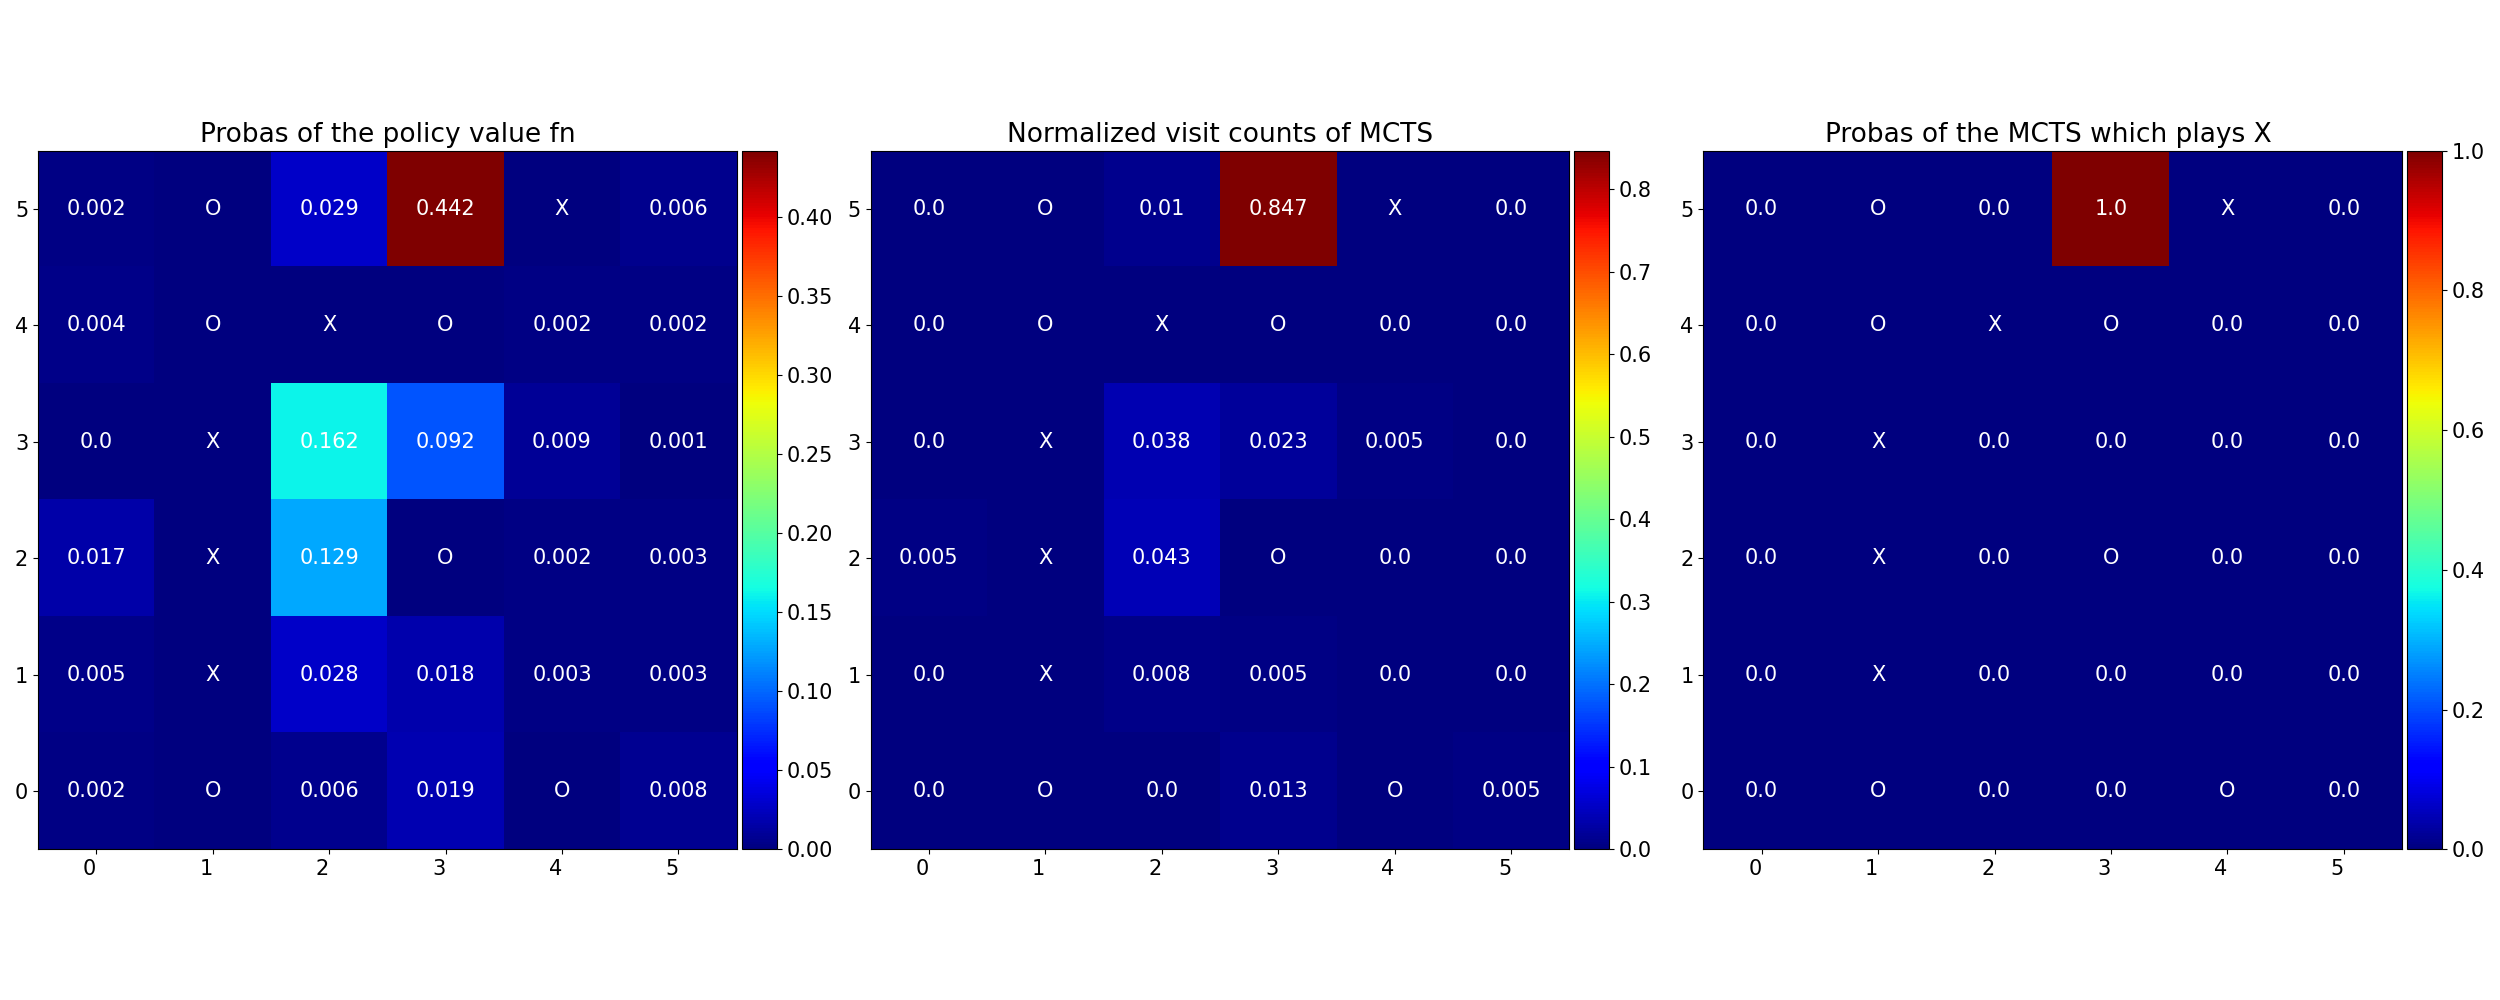 Probas of the policy value fn
5 0.002 O 0.029 0.442 X 0.006
4 0.004 O X O 0.002 0.002
3 0.0 X 0.162 0.092 0.009 0.001
2 0.017 X 0.129 O 0.002 0.003
1 0.005 X 0.028 0.018 0.003 0.003
0 0.002 O 0.006 0.019 O 0.008
0 1 2 3 4 5
0.40
0.35
0.30
0.25
0.20
0.15
0.10
0.05
0.00
Normalized visit counts of MCTS
5 0.0 O 0.01 0.847 X 0.0
4 0.0 O X O 0.0 0.0
3 0.0 X 0.038 0.023 0.005 0.0
2 0.005 X 0.043 O 0.0 0.0
1 0.0 X 0.008 0.005 0.0 0.0
0 0.0 O 0.0 0.013 O 0.005
0 1 2 3 4 5
0.8
0.7
0.6
0.5
0.4
0.3
0.2
0.1
0.0
Probas of the MCTS which plays X
5 0.0 O 0.0 1.0 X 0.0
4 0.0 O X O 0.0 0.0
3 0.0 X 0.0 0.0 0.0 0.0
2 0.0 X 0.0 O 0.0 0.0
1 0.0 X 0.0 0.0 0.0 0.0
0 0.0 O 0.0 0.0 O 0.0
0 1 2 3 4 5
1.0
0.8
0.6
0.4
0.2
0.0